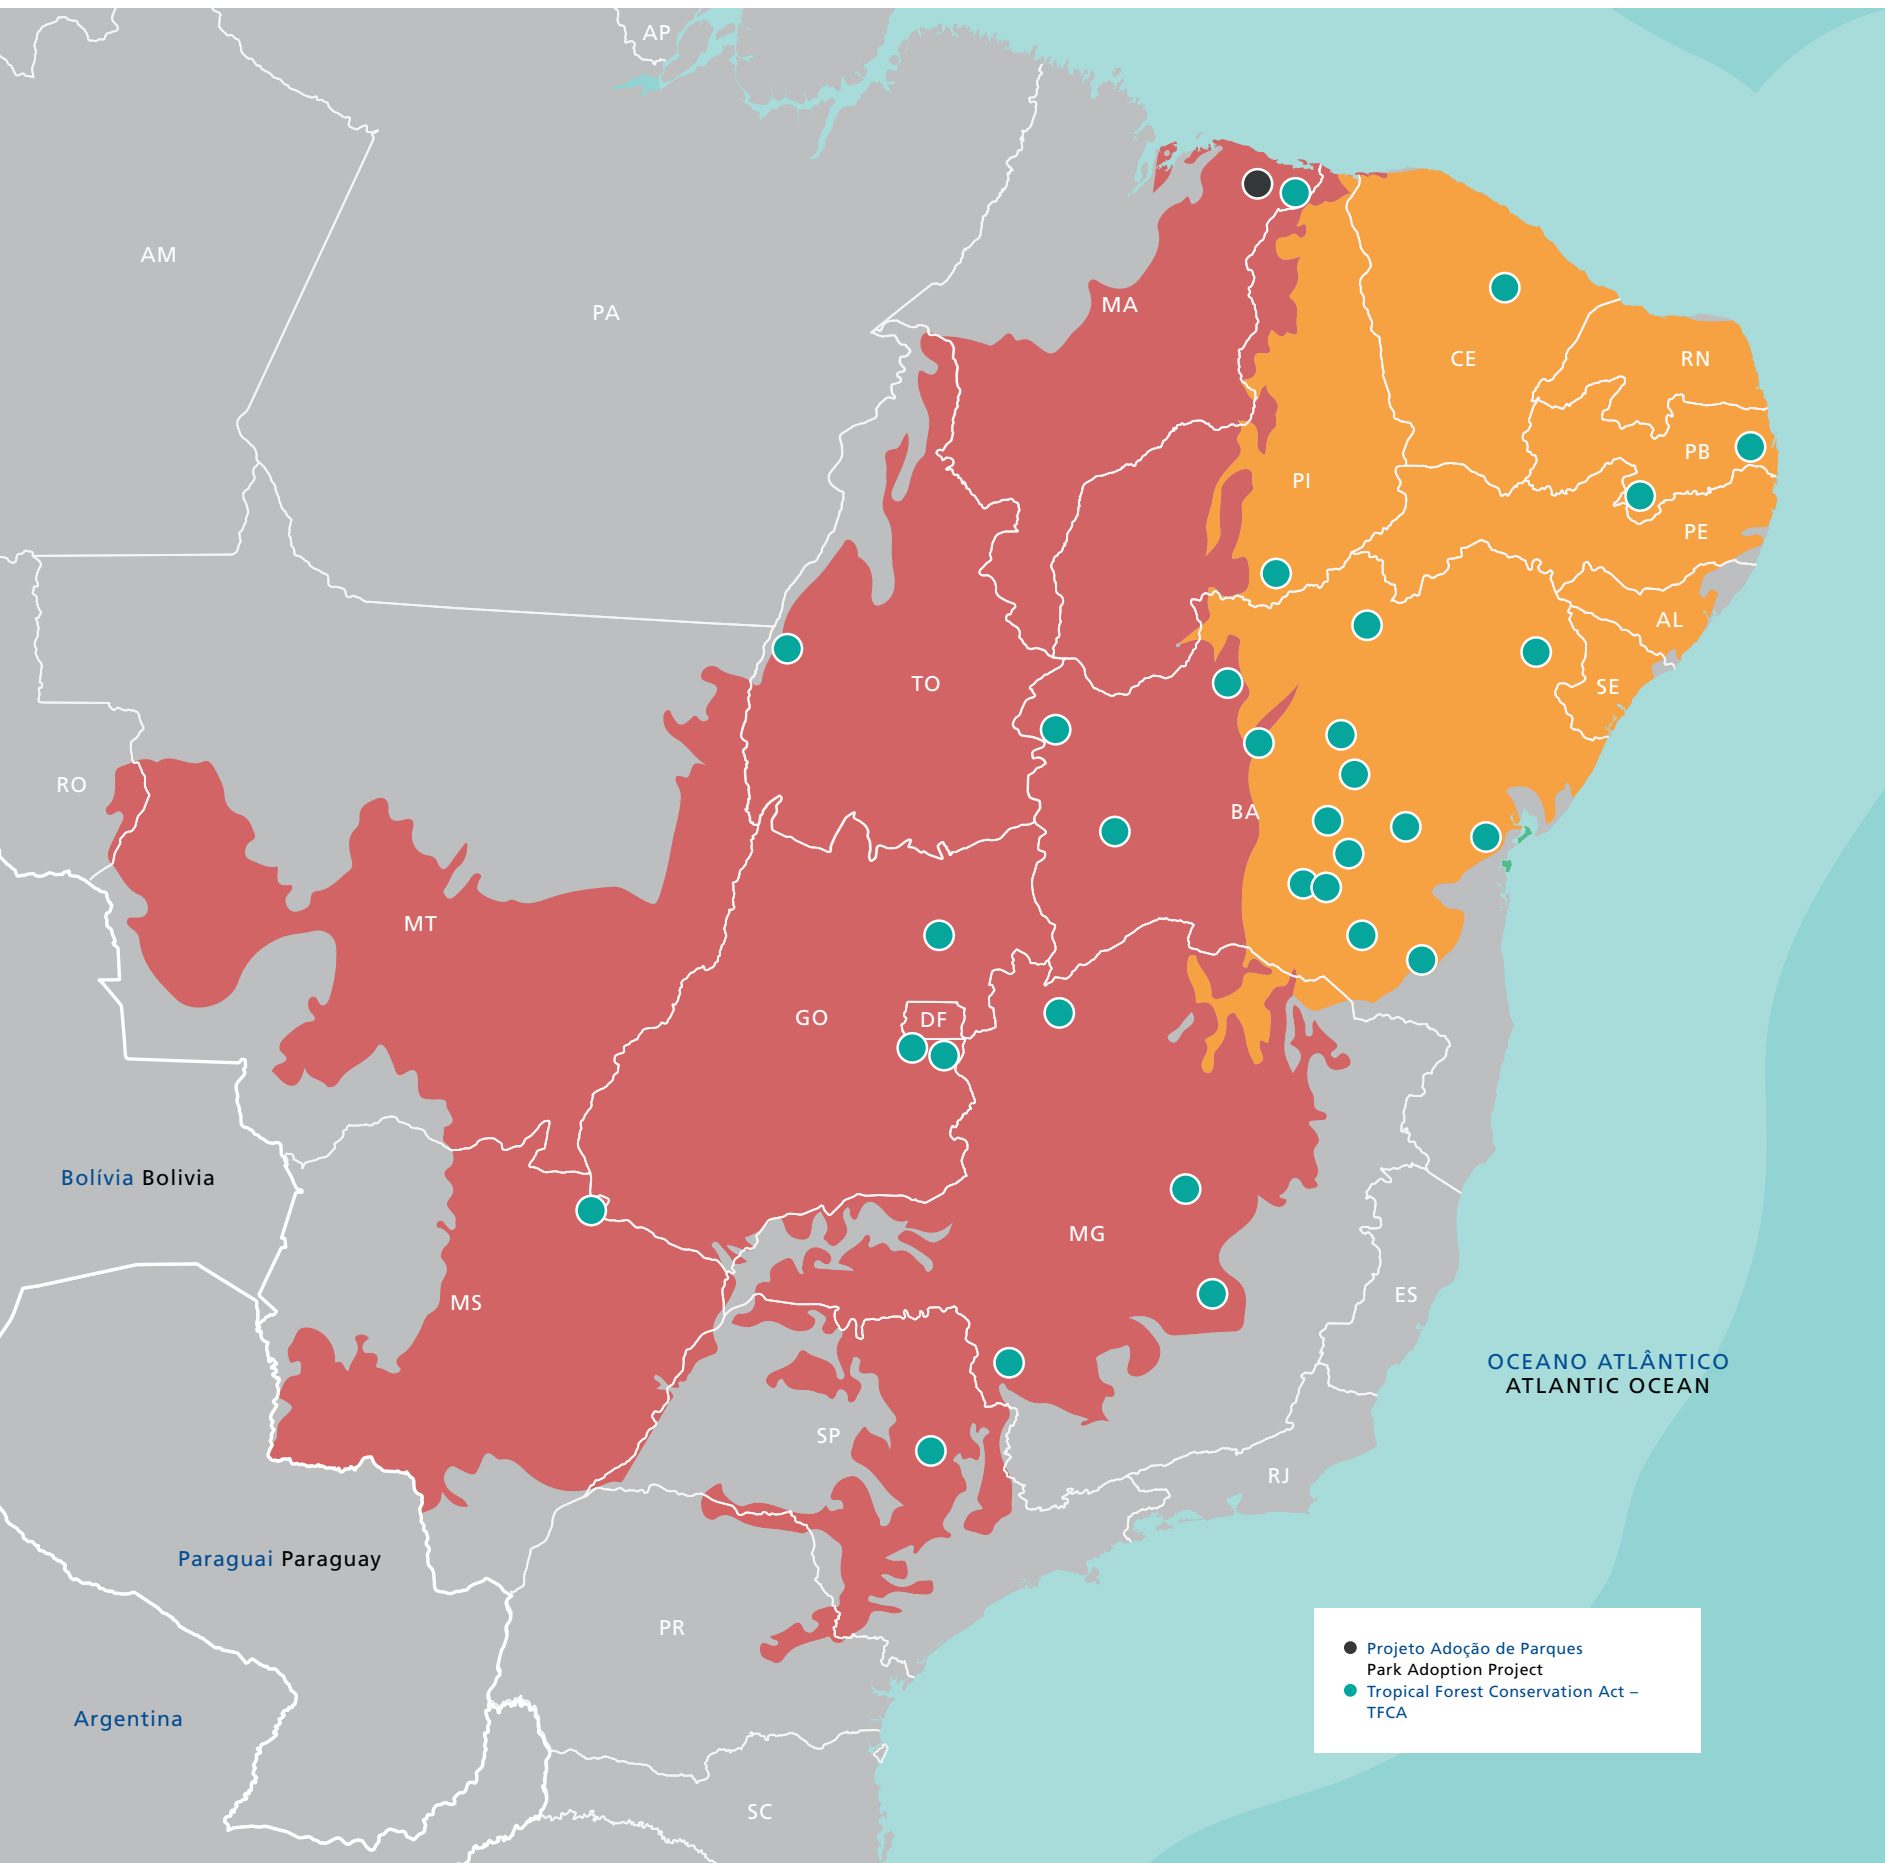 AP
AM
PA
MA
CE
RN
PB
PI
PE
AL
TO
SE
RO
BA
MT
GO
DF
Bolívia Bolivia
MG
MS
ES
OCEANO ATLÂNTICO
ATLANTIC OCEAN
SP
RJ
Paraguai Paraguay
PR
Projeto Adoção de Parques
Park Adoption Project
Tropical Forest Conservation Act –
TFCA
Argentina
SC